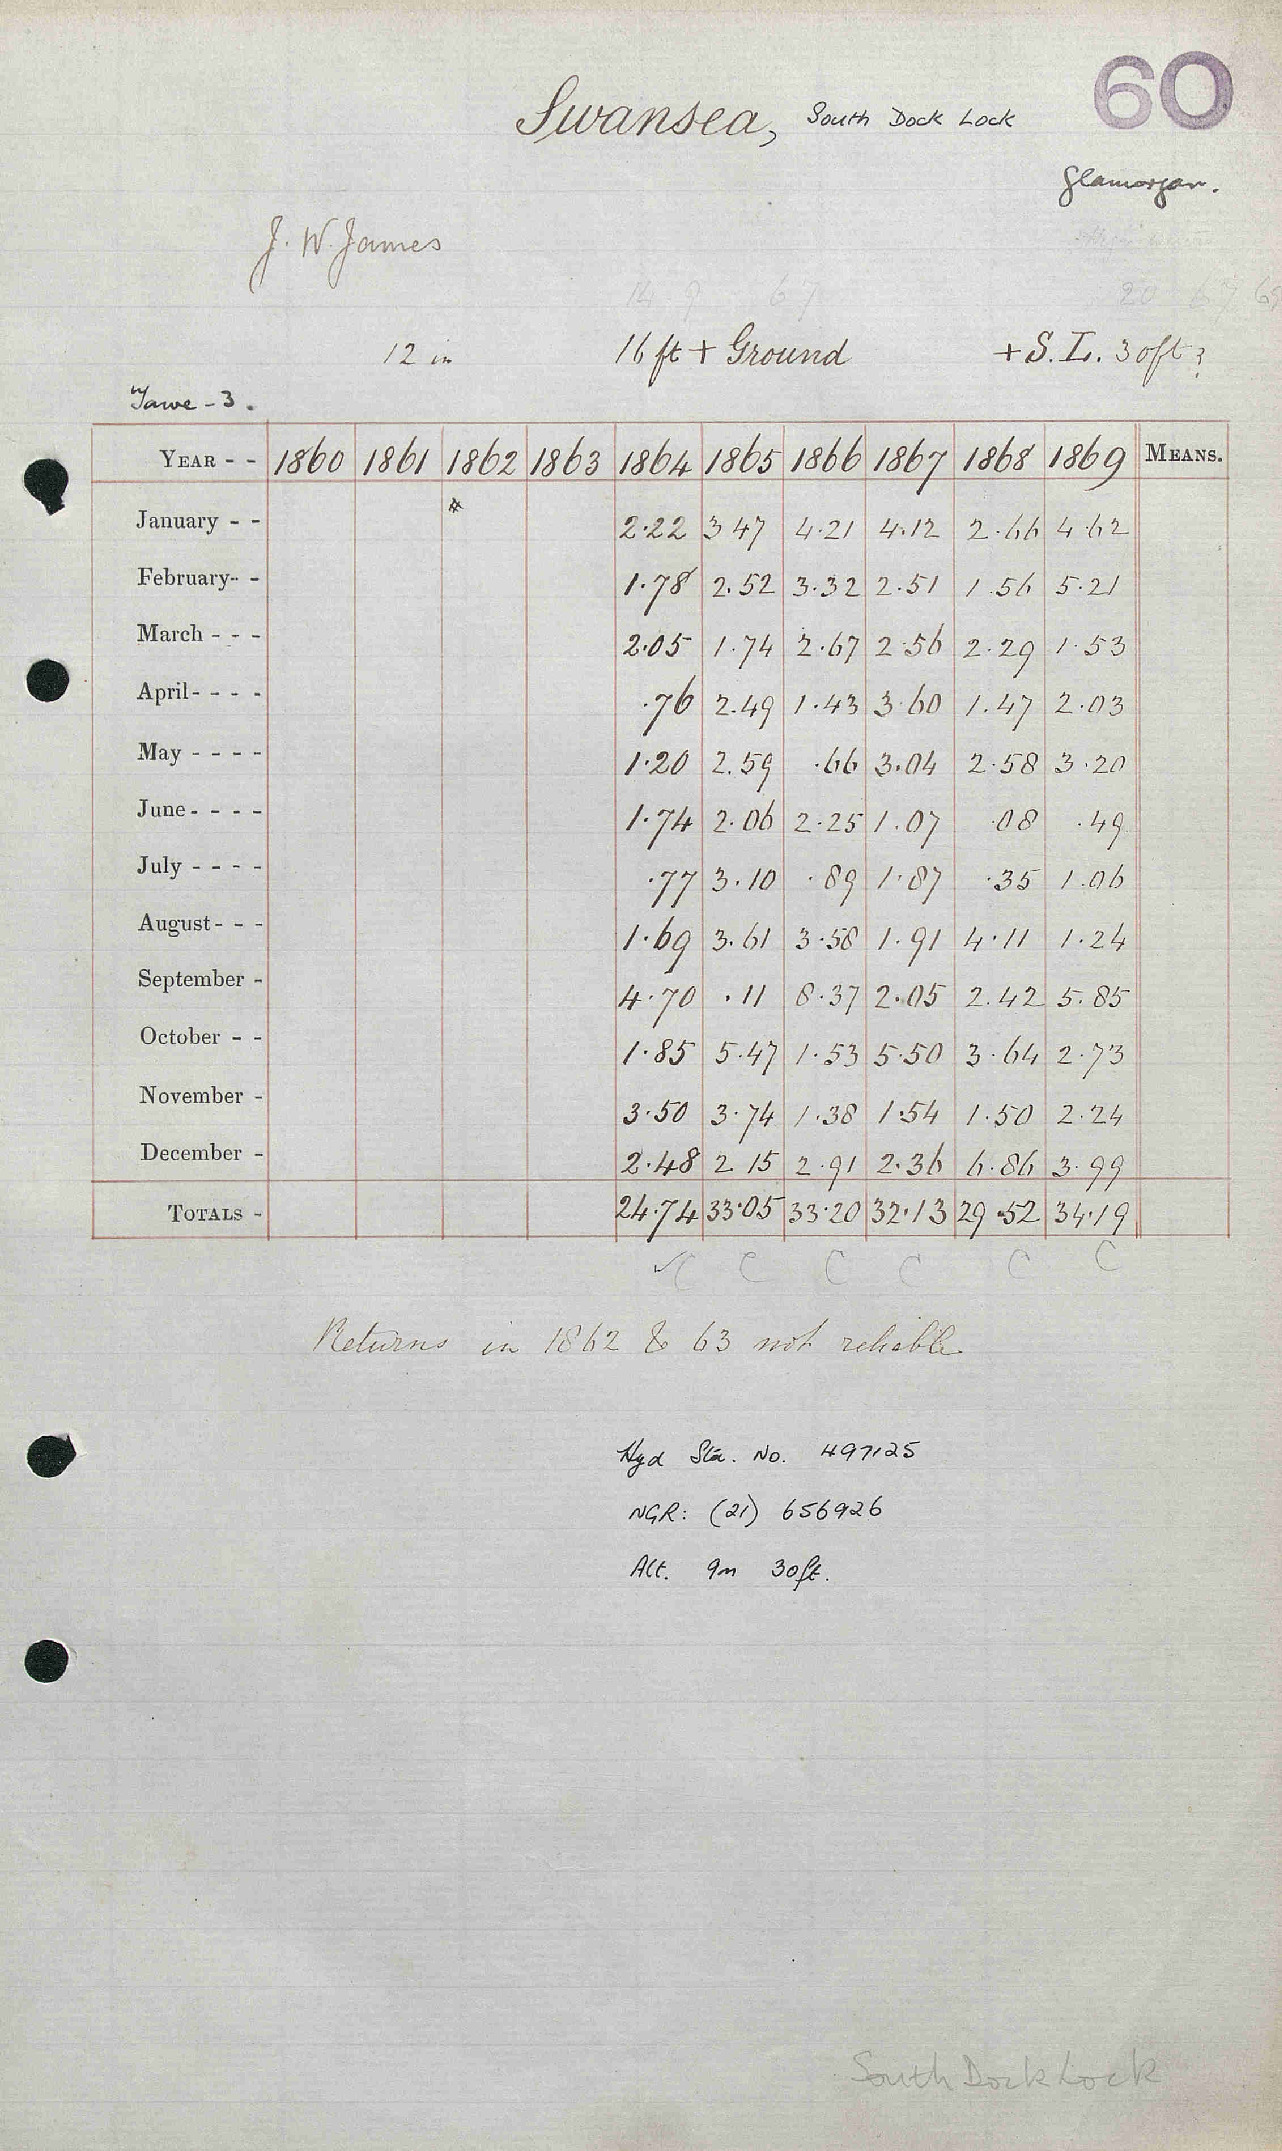 60
Swansea, South Dock Lock
Glamorgan.
J. W. James
14 9 67 20 67 69
12 in 16 ft + Ground + S. L. 30ft ?
Tawe - 3.
YEAR - - 1860 1861 1862 1863 1864 1865 1866 1867 1868 1869 MEANS.
January - - * 2.22 3 47 4.21 4.12 2.66 4.62
February - - 1.78 2.52 3.32 2.51 1.56 5.21
March - - - 2.05 1.74 2.67 2.56 2.29 1.53
April - - - - .76 2.49 1.43 3.60 1.47 2.03
May - - - - 1.20 2.59 .66 3.04 2.58 3.20
June - - - - 1.74 2.06 2.25 1.07 .08 .49
July - - - - .77 3.10 .89 1.87 .35 1.06
August - - - 1.69 3.61 3.58 1.91 4.11 1.24
September - 4.70 .11 8.37 2.05 2.42 5.85
October - - 1.85 5.47 1.53 5.50 3.64 2.73
November - 3.50 3.74 1.38 1.54 1.50 2.24
December - 2.48 2.15 2.91 2.36 6.86 3.99
TOTALS - 24.74 33.05 33.20 32.13 29.52 34.19
✓C C C C C C
Returns in 1862 & 63 not reliable.
Hyd Sta. No. 497125
NGR: (21) 656926
Alt. 9m 30ft.
South Dock Lock